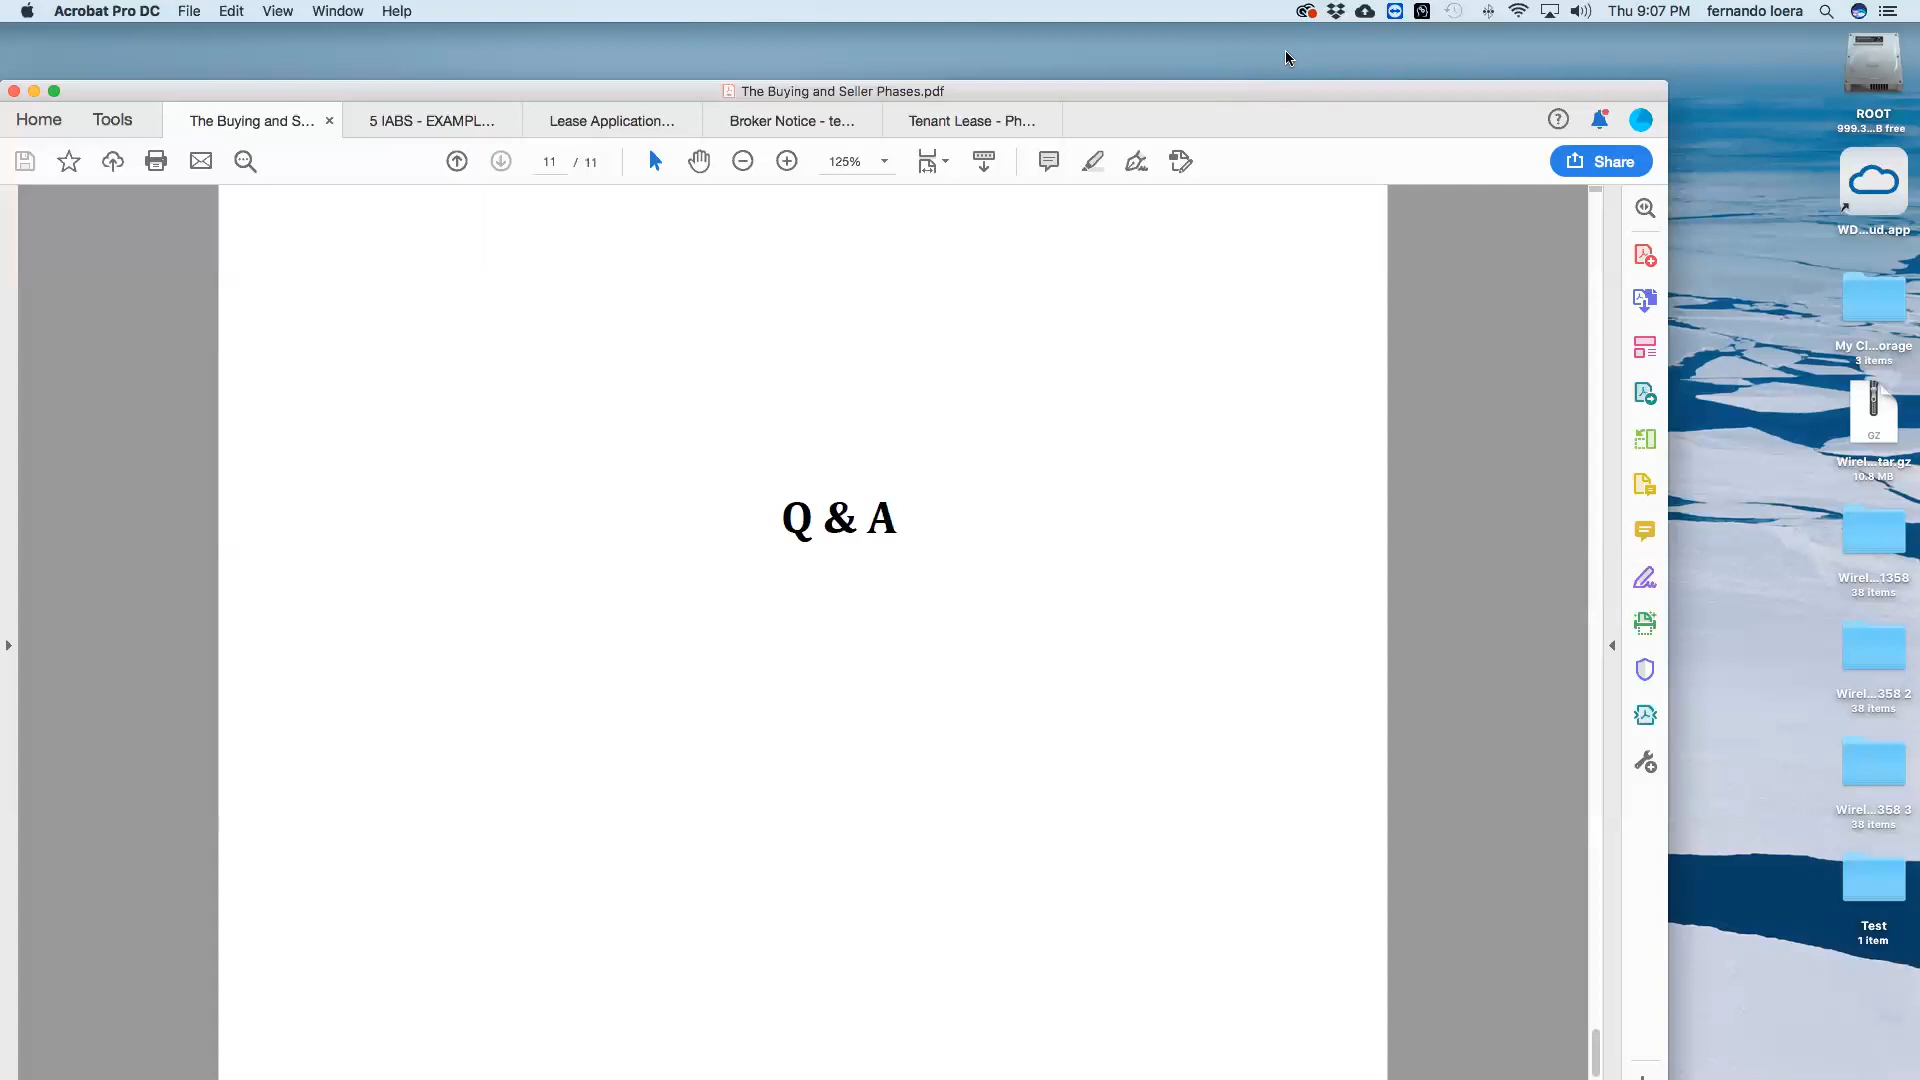 Acrobat Pro DC File Edit View Window Help Thu 9:07 PM fernando loera
The Buying and Seller Phases.pdf
Home Tools The Buying and S... × 5 IABS - EXAMPL... Lease Application... Broker Notice - te... Tenant Lease - Ph...
11 / 11 125% Share
Q & A
ROOT
999.3...B free
WD...ud.app
My Cl...orage
3 items
GZ
Wirel...tar.gz
10.8 MB
Wirel...1358
38 items
Wirel...358 2
38 items
Wirel...358 3
38 items
Test
1 item